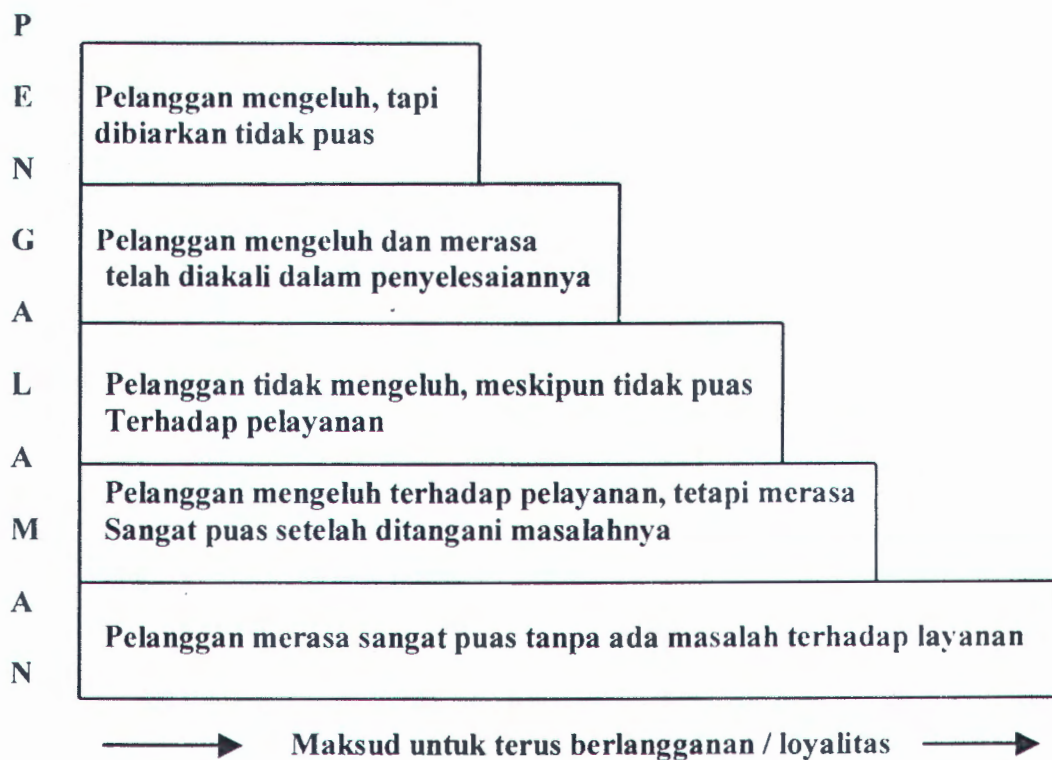 PENGALAMAN
Pelanggan mengeluh, tapi
dibiarkan tidak puas
Pelanggan mengeluh dan merasa
telah diakali dalam penyelesaiannya
Pelanggan tidak mengeluh, meskipun tidak puas
Terhadap pelayanan
Pelanggan mengeluh terhadap pelayanan, tetapi merasa
Sangat puas setelah ditangani masalahnya
Pelanggan merasa sangat puas tanpa ada masalah terhadap layanan
Maksud untuk terus berlangganan / loyalitas